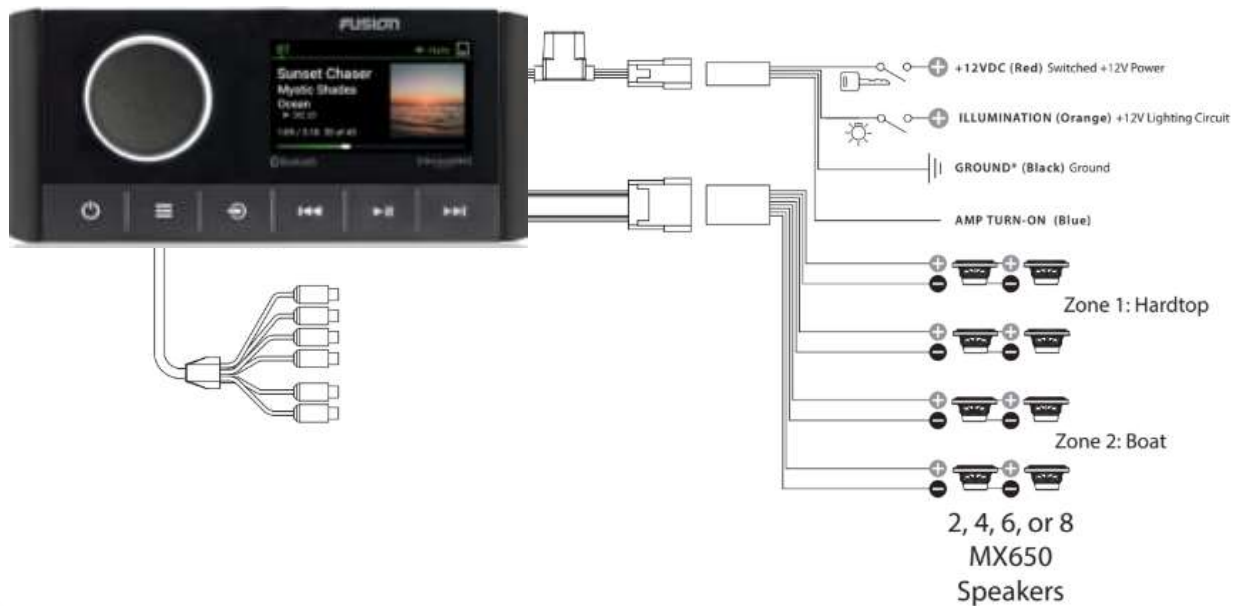 FUSION
Sunset Chaser
Mystic Shades
Ocean
+12VDC (Red) Switched +12V Power
ILLUMINATION (Orange) +12V Lighting Circuit
GROUND* (Black) Ground
AMP TURN-ON (Blue)
Zone 1: Hardtop
Zone 2: Boat
2, 4, 6, or 8
MX650
Speakers